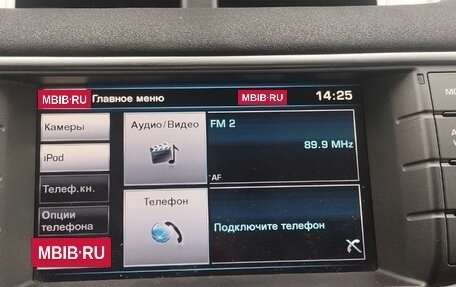 MBIB·RU Главное меню MBIB·RU 14:25
Камеры
iPod
Телеф.кн.
Опции
телефона
MBIB·RU
Аудио/Видео
FM 2
89.9 MHz
AF
Телефон
Подключите телефон